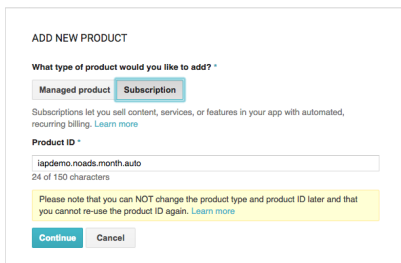 ADD NEW PRODUCT
What type of product would you like to add? *
Managed product Subscription
Subscriptions let you sell content, services, or features in your app with automated,
recurring billing. Learn more
Product ID *
iapdemo.noads.month.auto
24 of 150 characters
Please note that you can NOT change the product type and product ID later and that
you cannot re-use the product ID again. Learn more
Continue Cancel